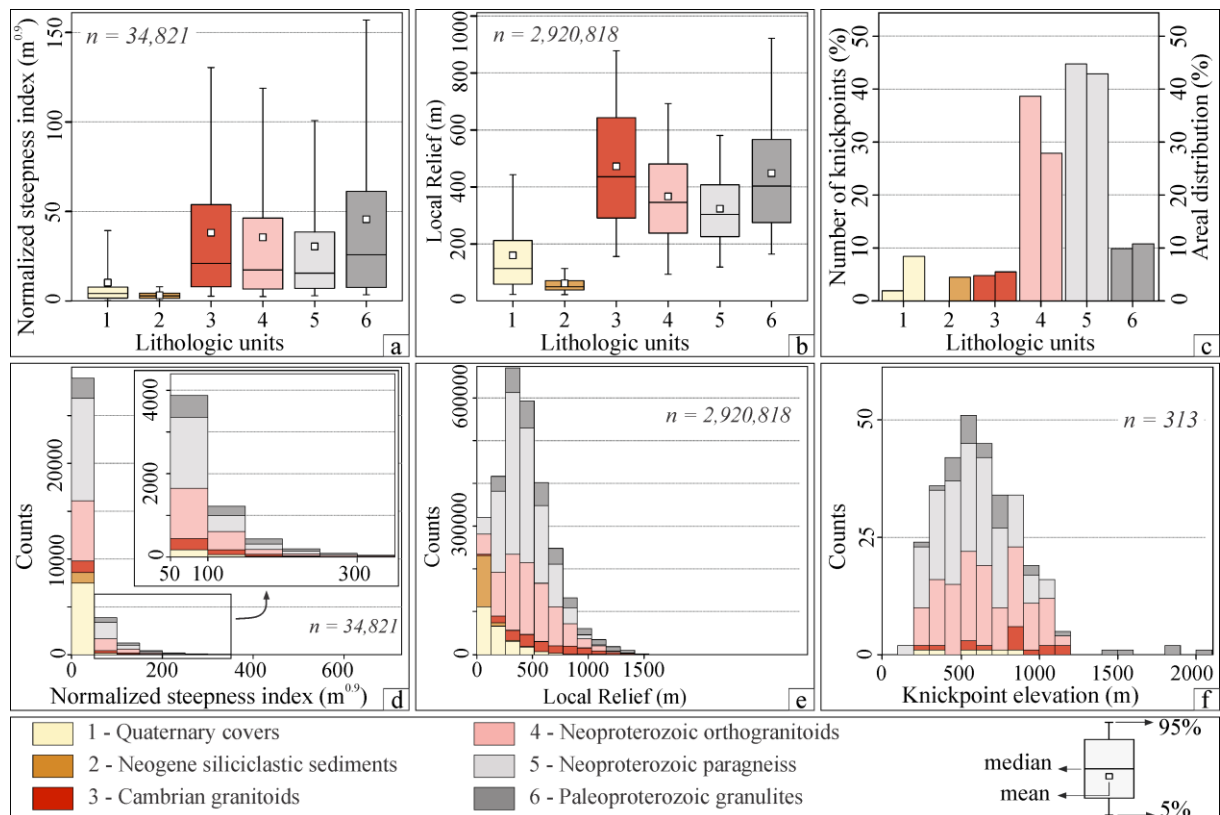 Normalized steepness index (m^0.9)
150
100
50
0
n = 34,821
1 2 3 4 5 6
Lithologic units
a
Local Relief (m)
1000
800
600
400
200
0
n = 2,920,818
1 2 3 4 5 6
Lithologic units
b
Number of knickpoints (%)
50
40
30
20
10
0
1 2 3 4 5 6
Lithologic units
50
40
30
20
10
0
Areal distribution (%)
c
Counts
20000
10000
0
4000
2000
0
50 100 300
n = 34,821
0 200 400 600
Normalized steepness index (m^0.9)
d
Counts
600000
300000
0
n = 2,920,818
0 500 1000 1500
Local Relief (m)
e
Counts
50
25
0
n = 313
0 500 1000 1500 2000
Knickpoint elevation (m)
f
1 - Quaternary covers
2 - Neogene siliciclastic sediments
3 - Cambrian granitoids
4 - Neoproterozoic orthogranitoids
5 - Neoproterozoic paragneiss
6 - Paleoproterozoic granulites
95%
median
mean
5%